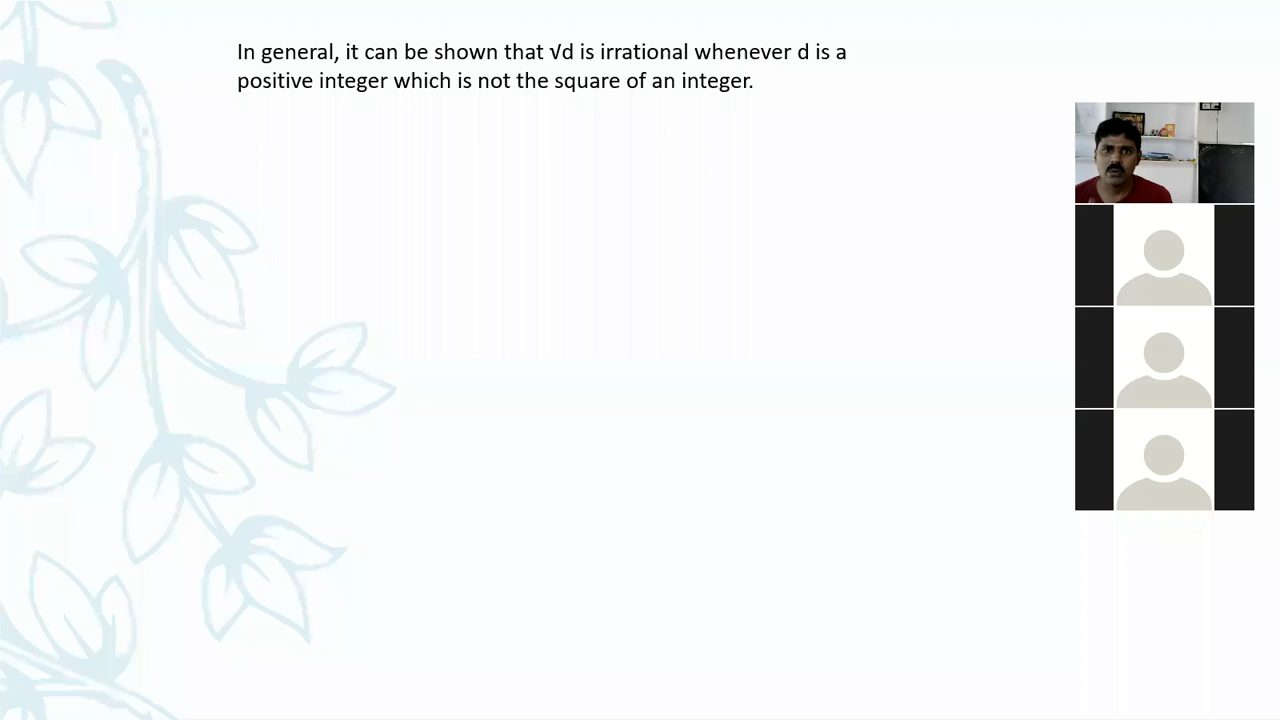 In general, it can be shown that √d is irrational whenever d is a
positive integer which is not the square of an integer.